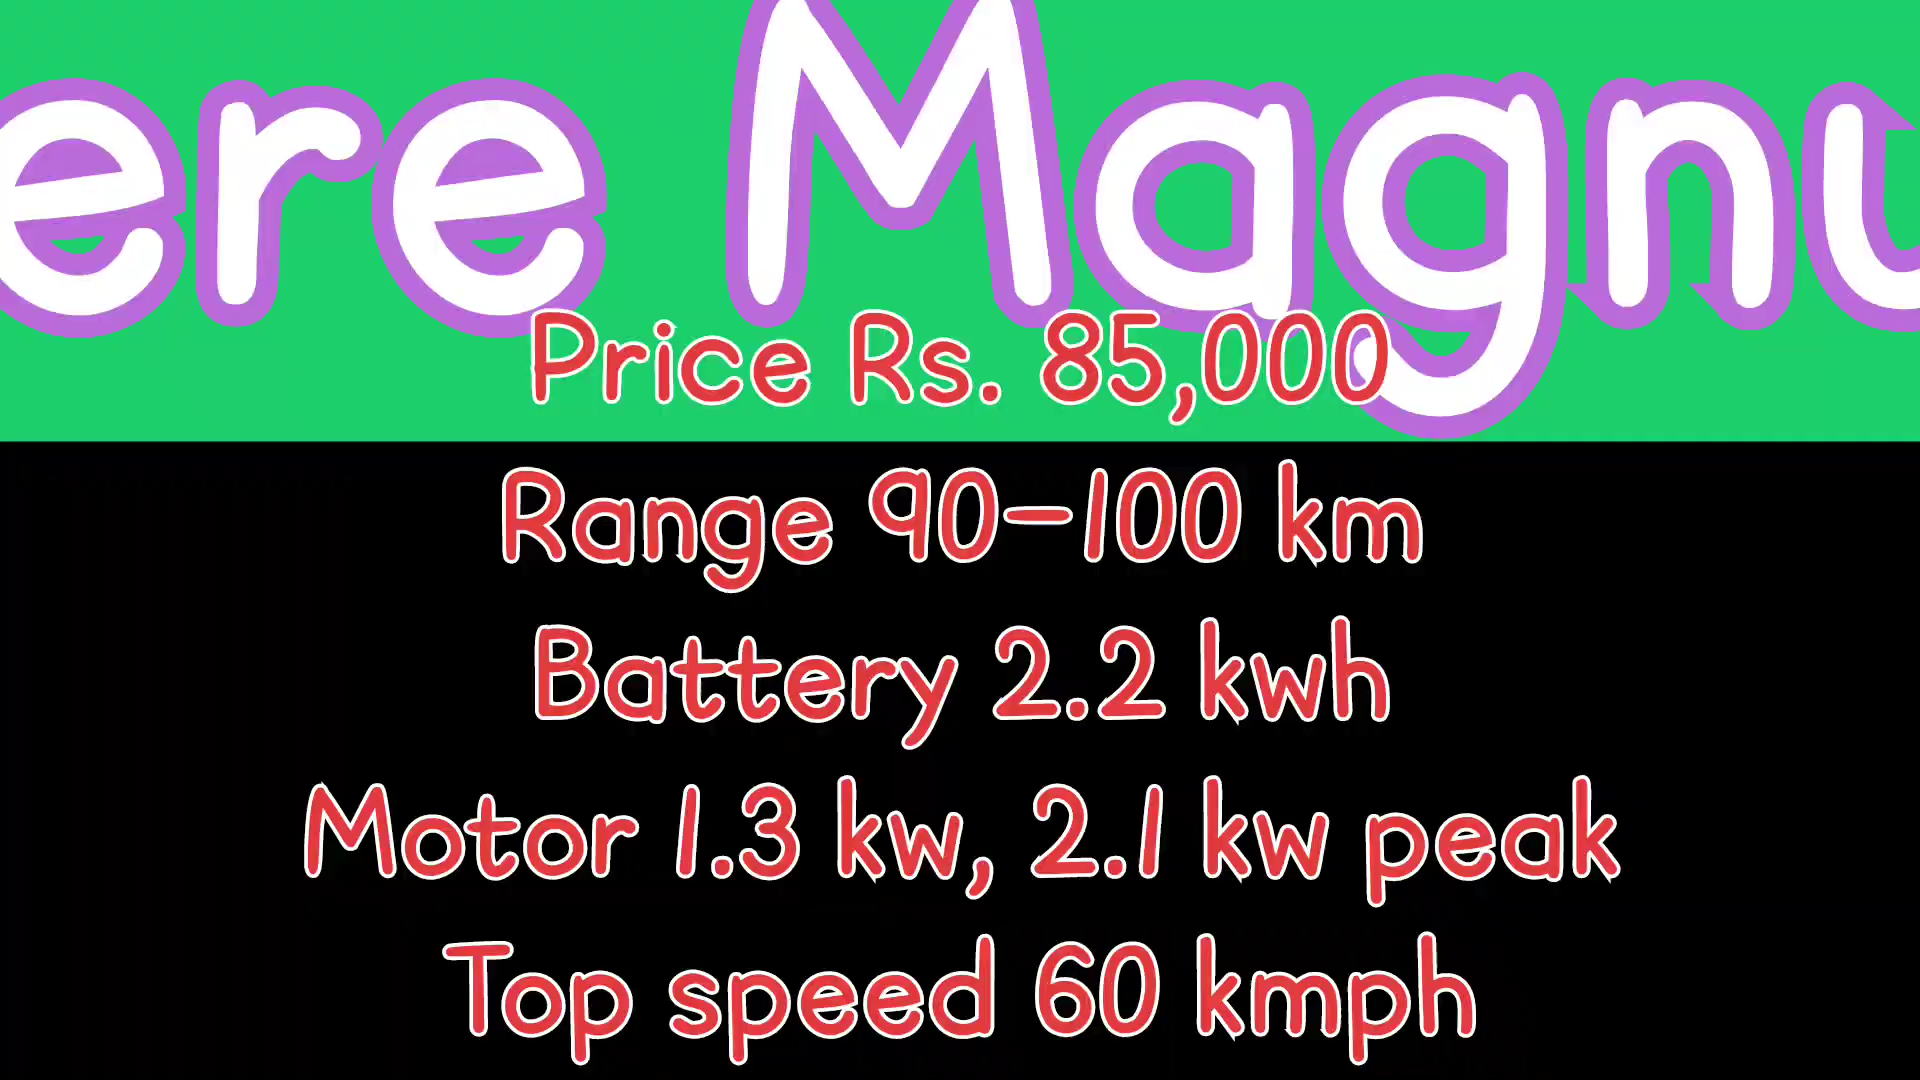 ere Magnu
Price Rs. 85,000
Range 90-100 km
Battery 2.2 kwh
Motor 1.3 kw, 2.1 kw peak
Top speed 60 kmph